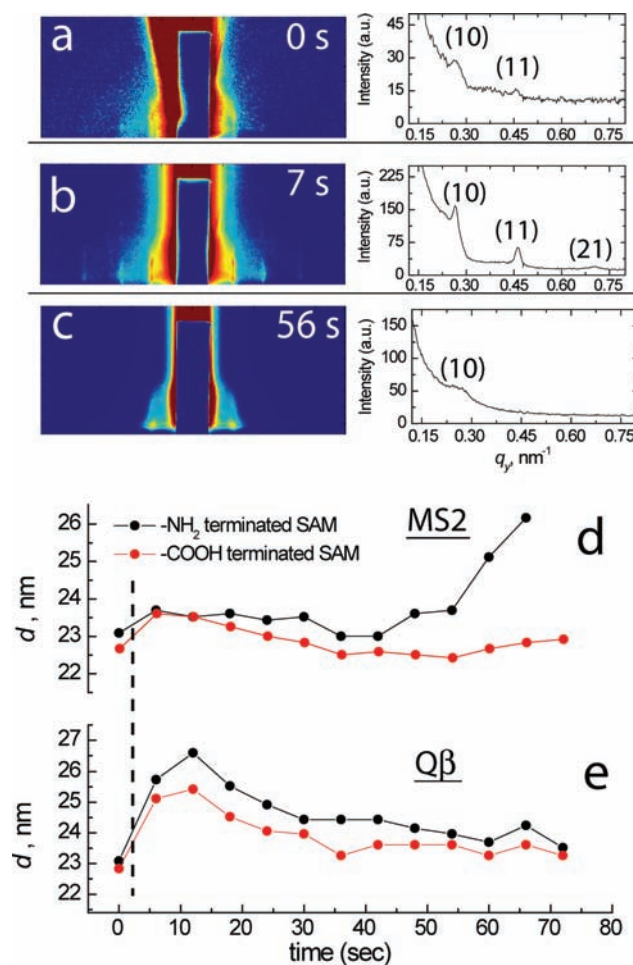 a
0 s
Intensity (a.u.)
45
30
15
0
(10)
(11)
0.15 0.30 0.45 0.60 0.75
b
7 s
Intensity (a.u.)
225
150
75
0
(10)
(11)
(21)
0.15 0.30 0.45 0.60 0.75
c
56 s
Intensity (a.u.)
150
100
50
0
(10)
0.15 0.30 0.45 0.60 0.75
q_y, nm⁻¹
d, nm
26
25
24
23
22
-NH₂ terminated SAM
-COOH terminated SAM
MS2
d
d, nm
27
26
25
24
23
22
Qβ
e
0 10 20 30 40 50 60 70 80
time (sec)